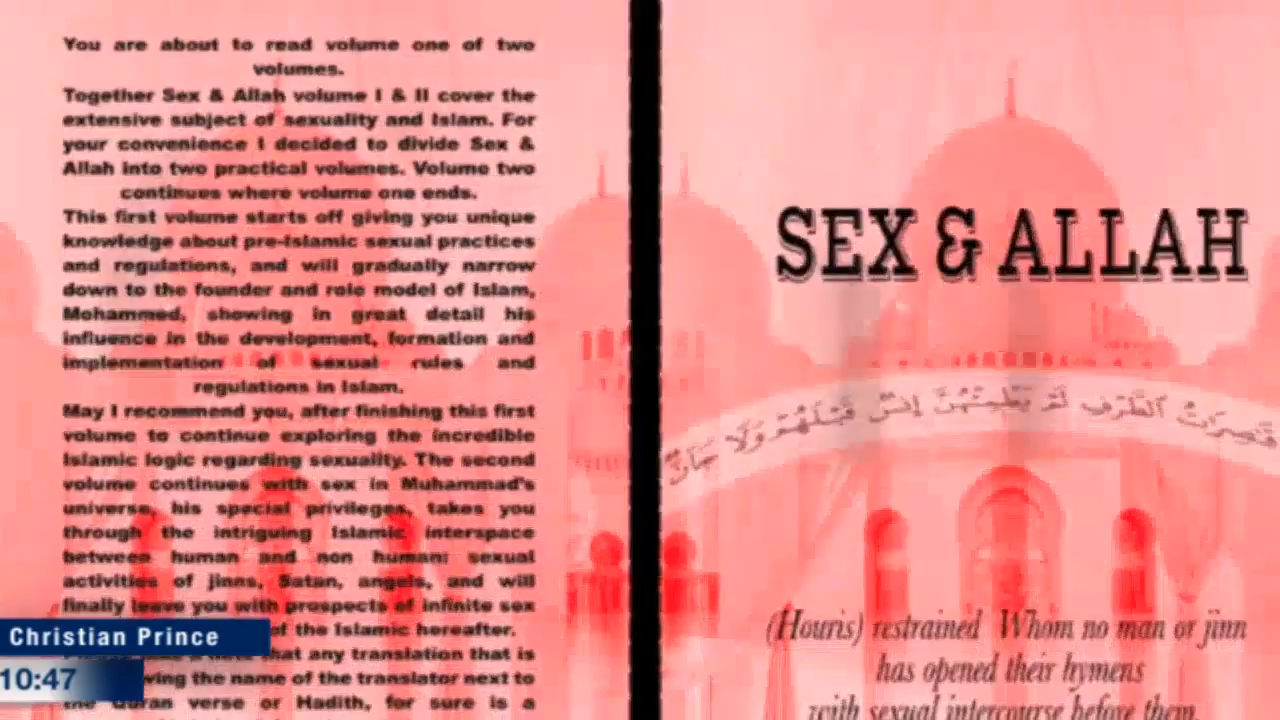 You are about to read volume one of two
volumes.
Together Sex & Allah volume I & II cover the
extensive subject of sexuality and Islam. For
your convenience I decided to divide Sex &
Allah into two practical volumes. Volume two
continues where volume one ends.
This first volume starts off giving you unique
knowledge about pre-Islamic sexual practices
and regulations, and will gradually narrow
down to the founder and role model of Islam,
Mohammed, showing in great detail his
influence in the development, formation and
implementation of sexual rules and
regulations in Islam.
May I recommend you, after finishing this first
volume to continue exploring the incredible
Islamic logic regarding sexuality. The second
volume continues with sex in Muhammad's
universe, his special privileges, takes you
through the intriguing Islamic interspace
between human and non human: sexual
activities of jinns, Satan, angels, and will
finally leave you with prospects of infinite sex
of the Islamic hereafter.
that any translation that is
the name of the translator next to
the Quran verse or Hadith, for sure is a
Christian Prince
10:47
SEX & ALLAH
قصرت الطرف لم يطمثهن إنس قبلهم ولا جان
(Houris) restrained Whom no man or jinn
has opened their hymens
with sexual intercourse before them